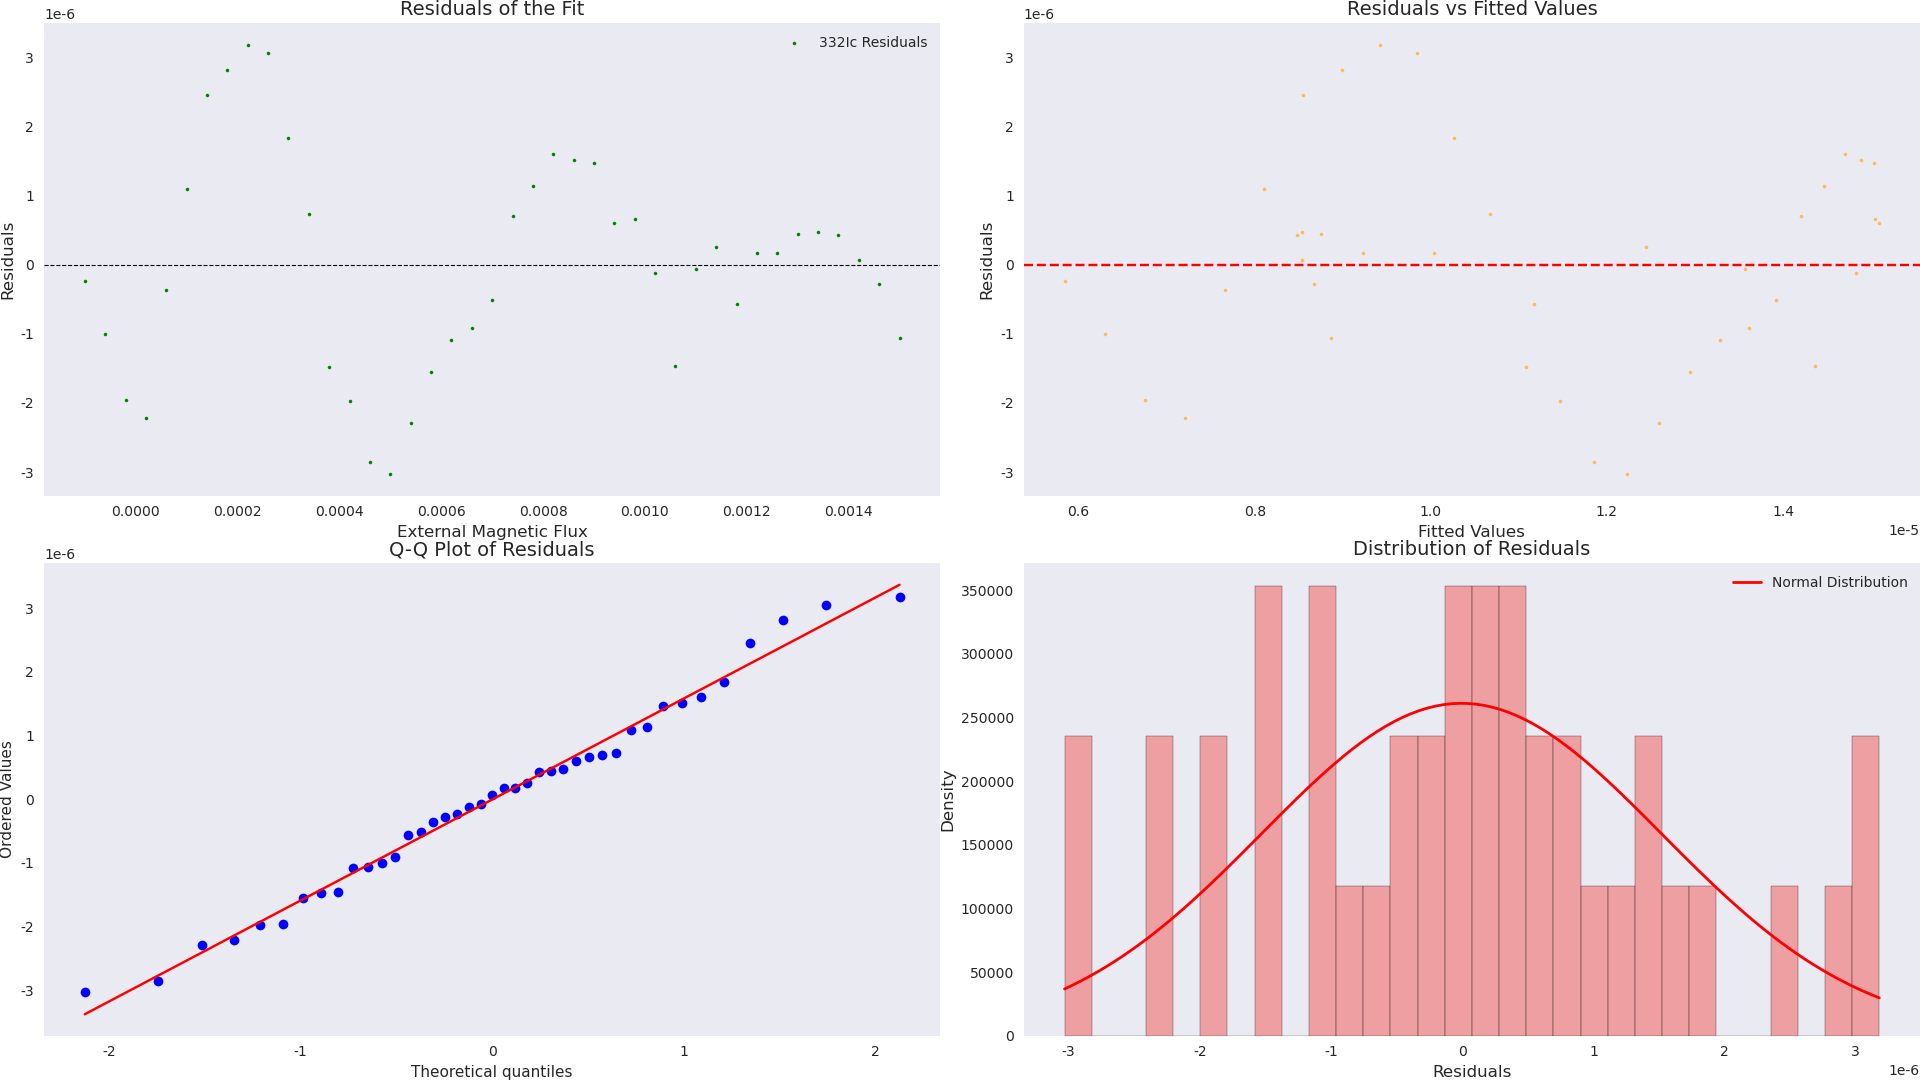 Residuals of the Fit
1e-6
332Ic Residuals
3
2
1
0
-1
-2
-3
Residuals
0.0000 0.0002 0.0004 0.0006 0.0008 0.0010 0.0012 0.0014
External Magnetic Flux
Residuals vs Fitted Values
1e-6
3
2
1
0
-1
-2
-3
Residuals
0.6 0.8 1.0 1.2 1.4
1e-5
Fitted Values
Q-Q Plot of Residuals
1e-6
3
2
1
0
-1
-2
-3
Ordered Values
-2 -1 0 1 2
Theoretical quantiles
Distribution of Residuals
Normal Distribution
350000
300000
250000
200000
150000
100000
50000
0
Density
-3 -2 -1 0 1 2 3
1e-6
Residuals